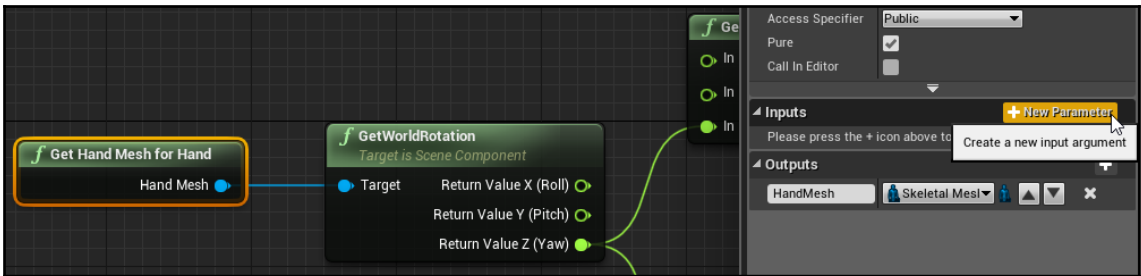 Get Hand Mesh for Hand
Hand Mesh
GetWorldRotation
Target is Scene Component
Target
Return Value X (Roll)
Return Value Y (Pitch)
Return Value Z (Yaw)
Ge
In
In
In
Access Specifier
Public
Pure
Call In Editor
Inputs
New Parameter
Please press the + icon above to
Create a new input argument
Outputs
HandMesh
Skeletal Mesl